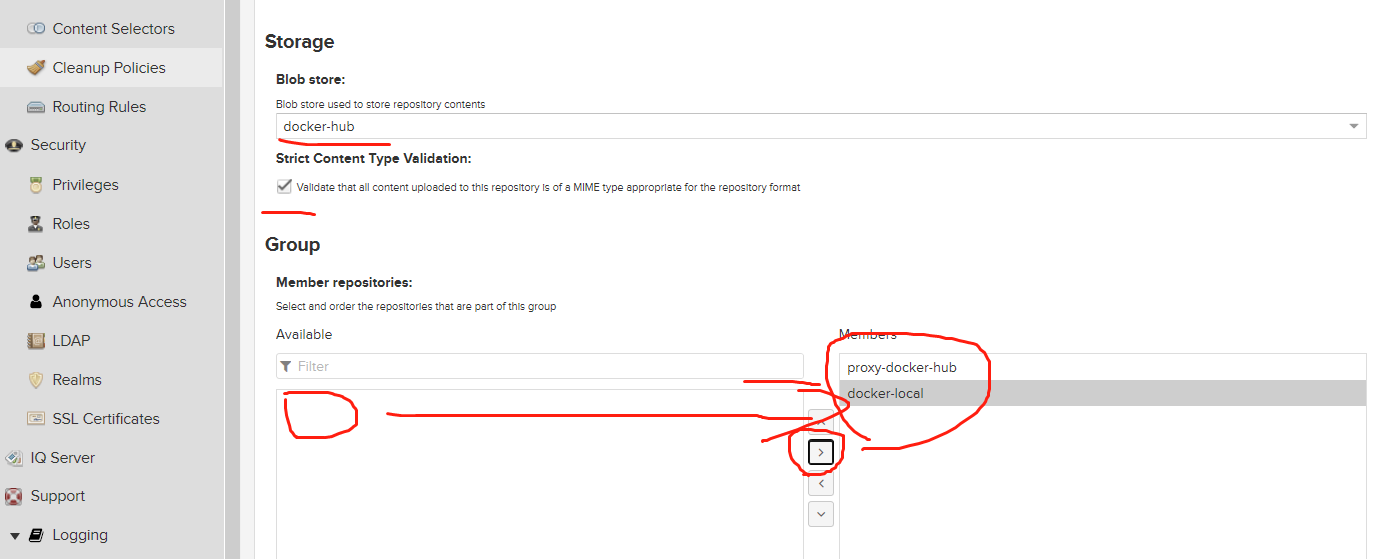 Content Selectors
Cleanup Policies
Routing Rules
Security
Privileges
Roles
Users
Anonymous Access
LDAP
Realms
SSL Certificates
IQ Server
Support
Logging
Storage
Blob store:
Blob store used to store repository contents
docker-hub
Strict Content Type Validation:
Validate that all content uploaded to this repository is of a MIME type appropriate for the repository format
Group
Member repositories:
Select and order the repositories that are part of this group
Available
Filter
Members
proxy-docker-hub
docker-local